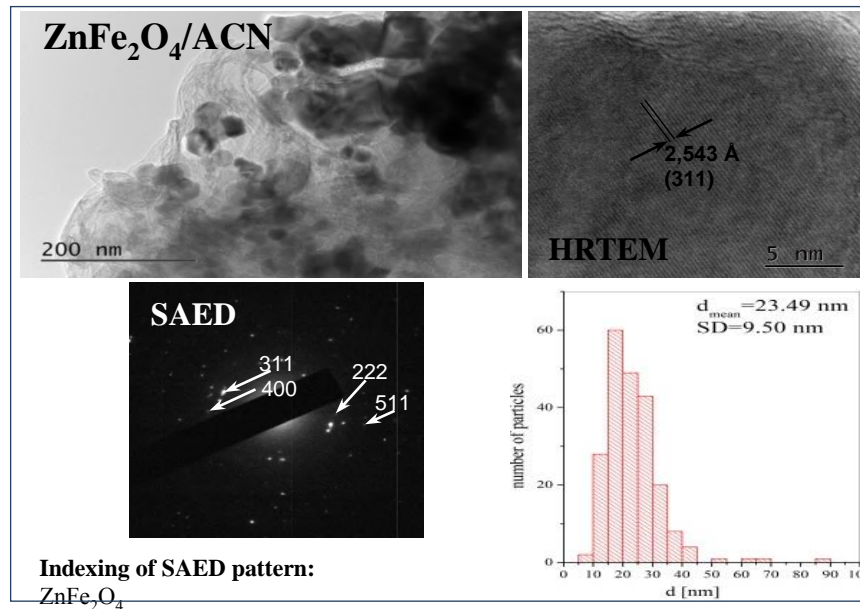 ZnFe₂O₄/ACN
200 nm
2,543 Å
(311)
HRTEM
5 nm
SAED
311
400
222
511
d_mean=23.49 nm
SD=9.50 nm
60
40
20
0
number of particles
0 10 20 30 40 50 60 70 80 90 100
d [nm]
Indexing of SAED pattern:
ZnFe₂O₄